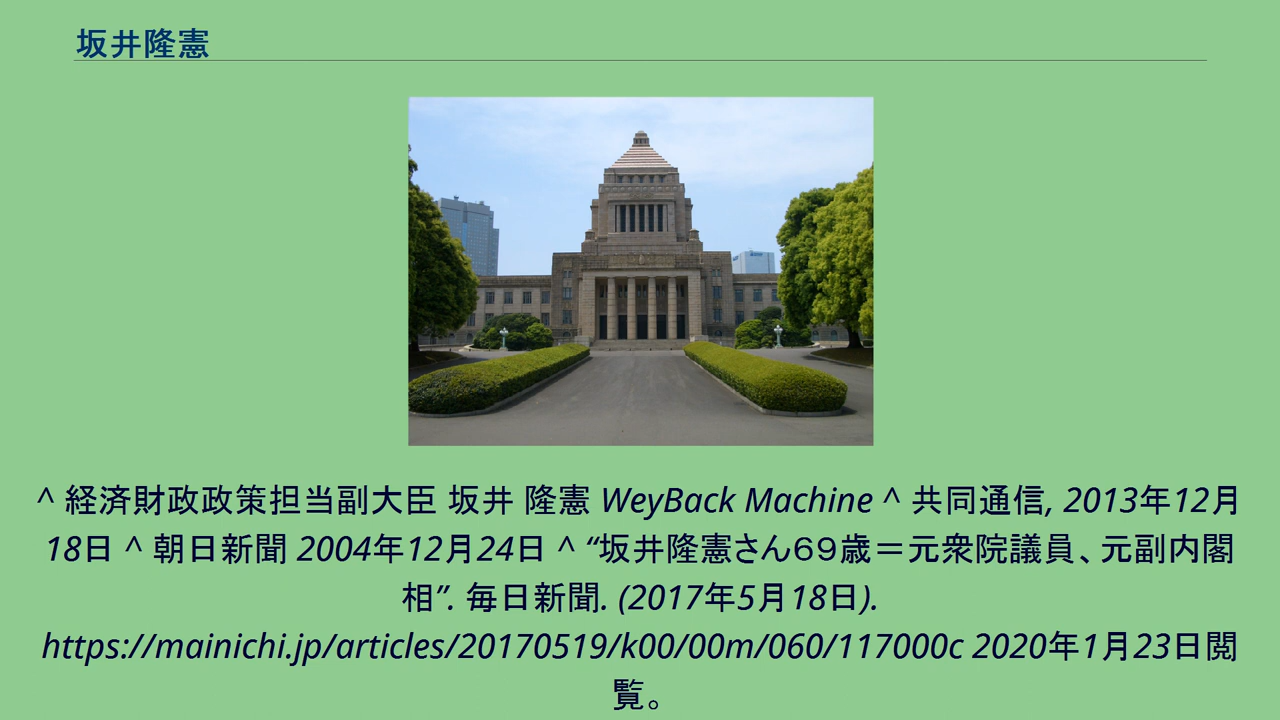 坂井隆憲
^ 経済財政政策担当副大臣 坂井 隆憲 WeyBack Machine ^ 共同通信, 2013年12月
18日 ^ 朝日新聞 2004年12月24日 ^ “坂井隆憲さん６９歳＝元衆院議員、元副内閣
相”. 毎日新聞. (2017年5月18日).
https://mainichi.jp/articles/20170519/k00/00m/060/117000c 2020年1月23日閲
覧。